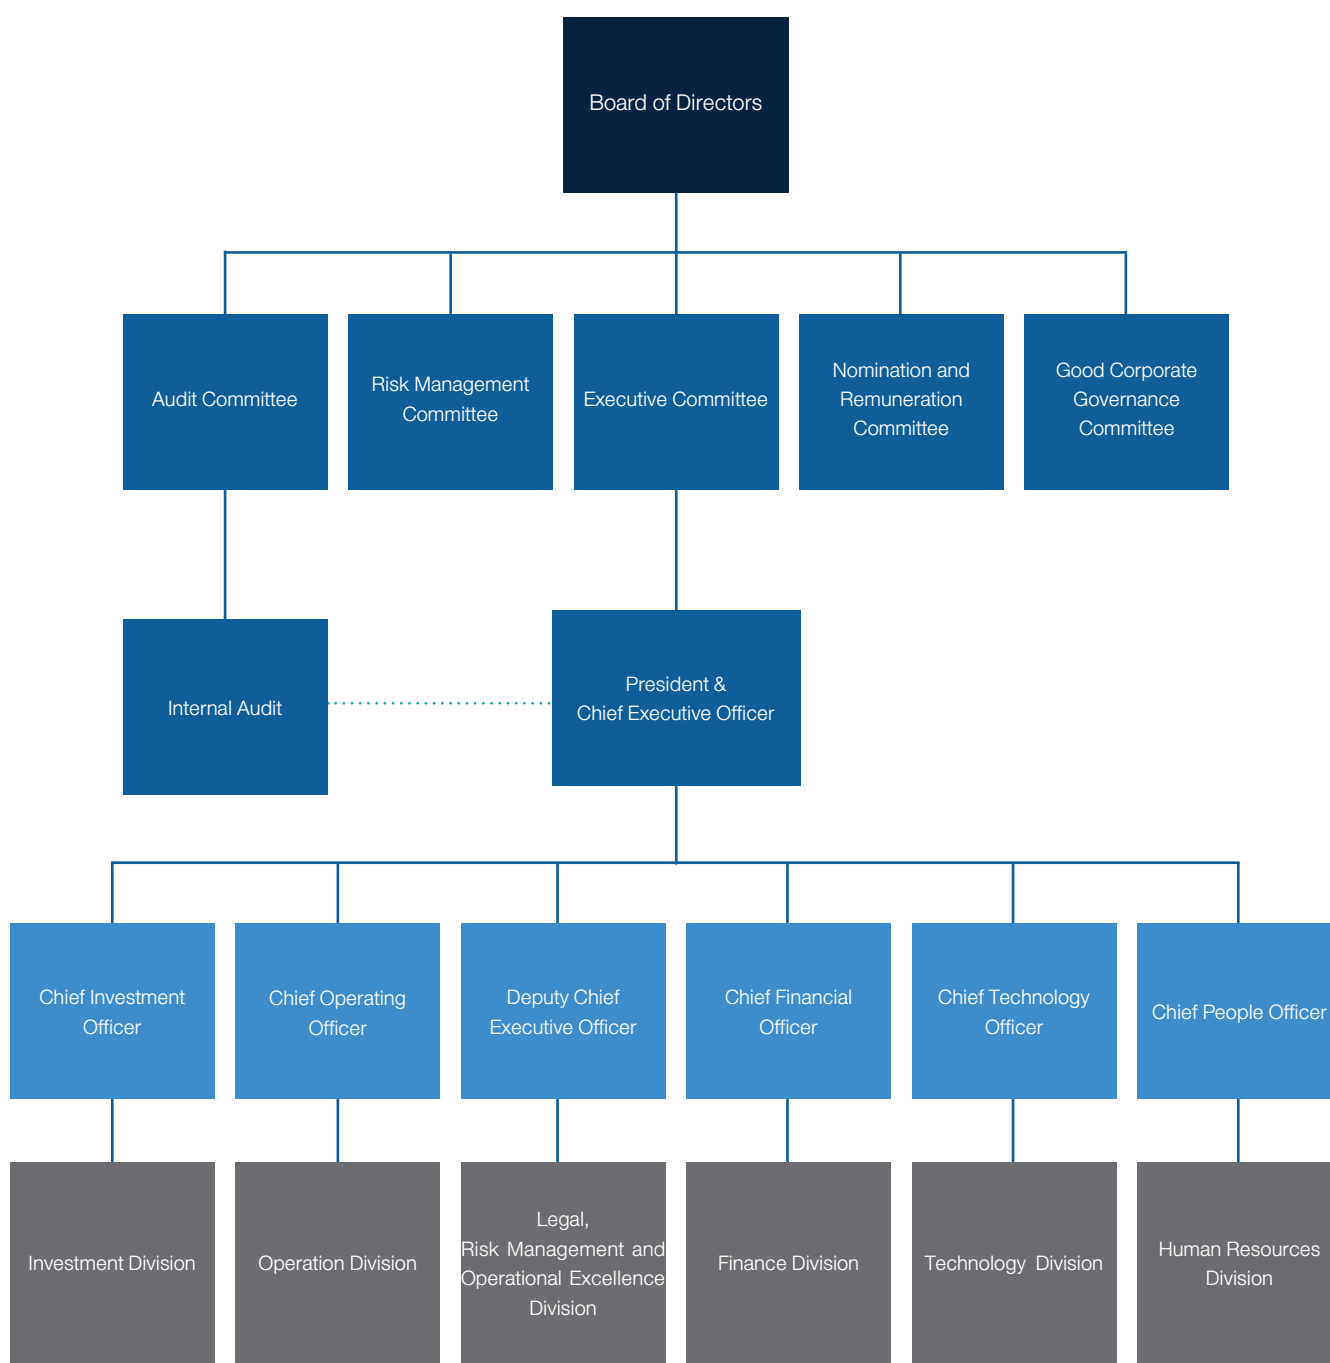 Board of Directors
Audit Committee
Risk Management
Committee
Executive Committee
Nomination and
Remuneration
Committee
Good Corporate
Governance
Committee
Internal Audit
President &
Chief Executive Officer
Chief Investment
Officer
Chief Operating
Officer
Deputy Chief
Executive Officer
Chief Financial
Officer
Chief Technology
Officer
Chief People Officer
Investment Division
Operation Division
Legal,
Risk Management and
Operational Excellence
Division
Finance Division
Technology Division
Human Resources
Division